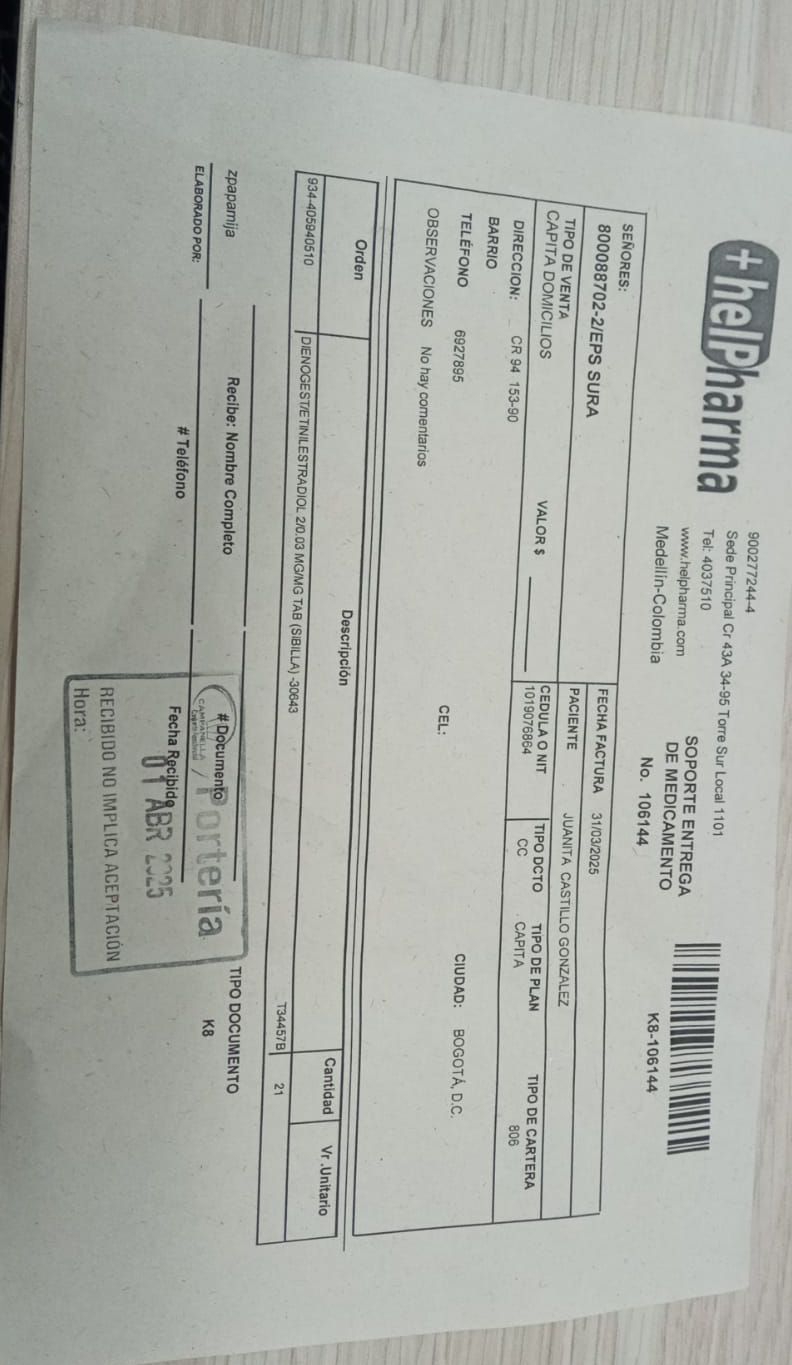 +helPharma
900277244-4
Sede Principal Cr 43A 34-95 Torre Sur Local 1101
Tel: 4037510
www.helpharma.com
Medellín-Colombia
SOPORTE ENTREGA
DE MEDICAMENTO
No. 106144
K8-106144
SEÑORES:
800088702-2/EPS SURA
FECHA FACTURA 31/03/2025
TIPO DE VENTA
CAPITA DOMICILIOS
VALOR $
PACIENTE JUANITA CASTILLO GONZALEZ
CEDULA O NIT TIPO DCTO TIPO DE PLAN TIPO DE CARTERA
1019076864 CC CAPITA 806
DIRECCION: CR 94 153-90
BARRIO
TELÉFONO 6927895 CEL.: CIUDAD: BOGOTÁ, D.C.
OBSERVACIONES No hay comentarios
Orden Descripción Cantidad Vr .Unitario
934-405940510 DIENOGEST/ETINILESTRADIOL 2/0.03 MG/MG TAB (SIBILLA) -30643 T34457B 21
zpapamija
ELABORADO POR:
Recibe: Nombre Completo
# Teléfono
# Documento
Fecha Recibido
TIPO DOCUMENTO
K8
CAMPANELLA
Portería
01 ABR 2025
RECIBIDO NO IMPLICA ACEPTACIÓN
Hora: